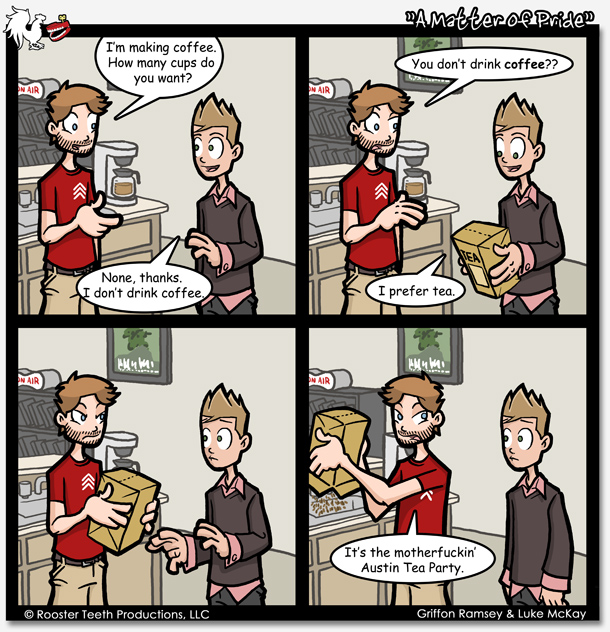 "A Matter of Pride"
I'm making coffee.
How many cups do
you want?
ON AIR
None, thanks.
I don't drink coffee.
You don't drink coffee??
ON AIR
TEA
I prefer tea.
ON AIR
ON AIR
It's the motherfuckin'
Austin Tea Party.
© Rooster Teeth Productions, LLC
Griffon Ramsey & Luke McKay